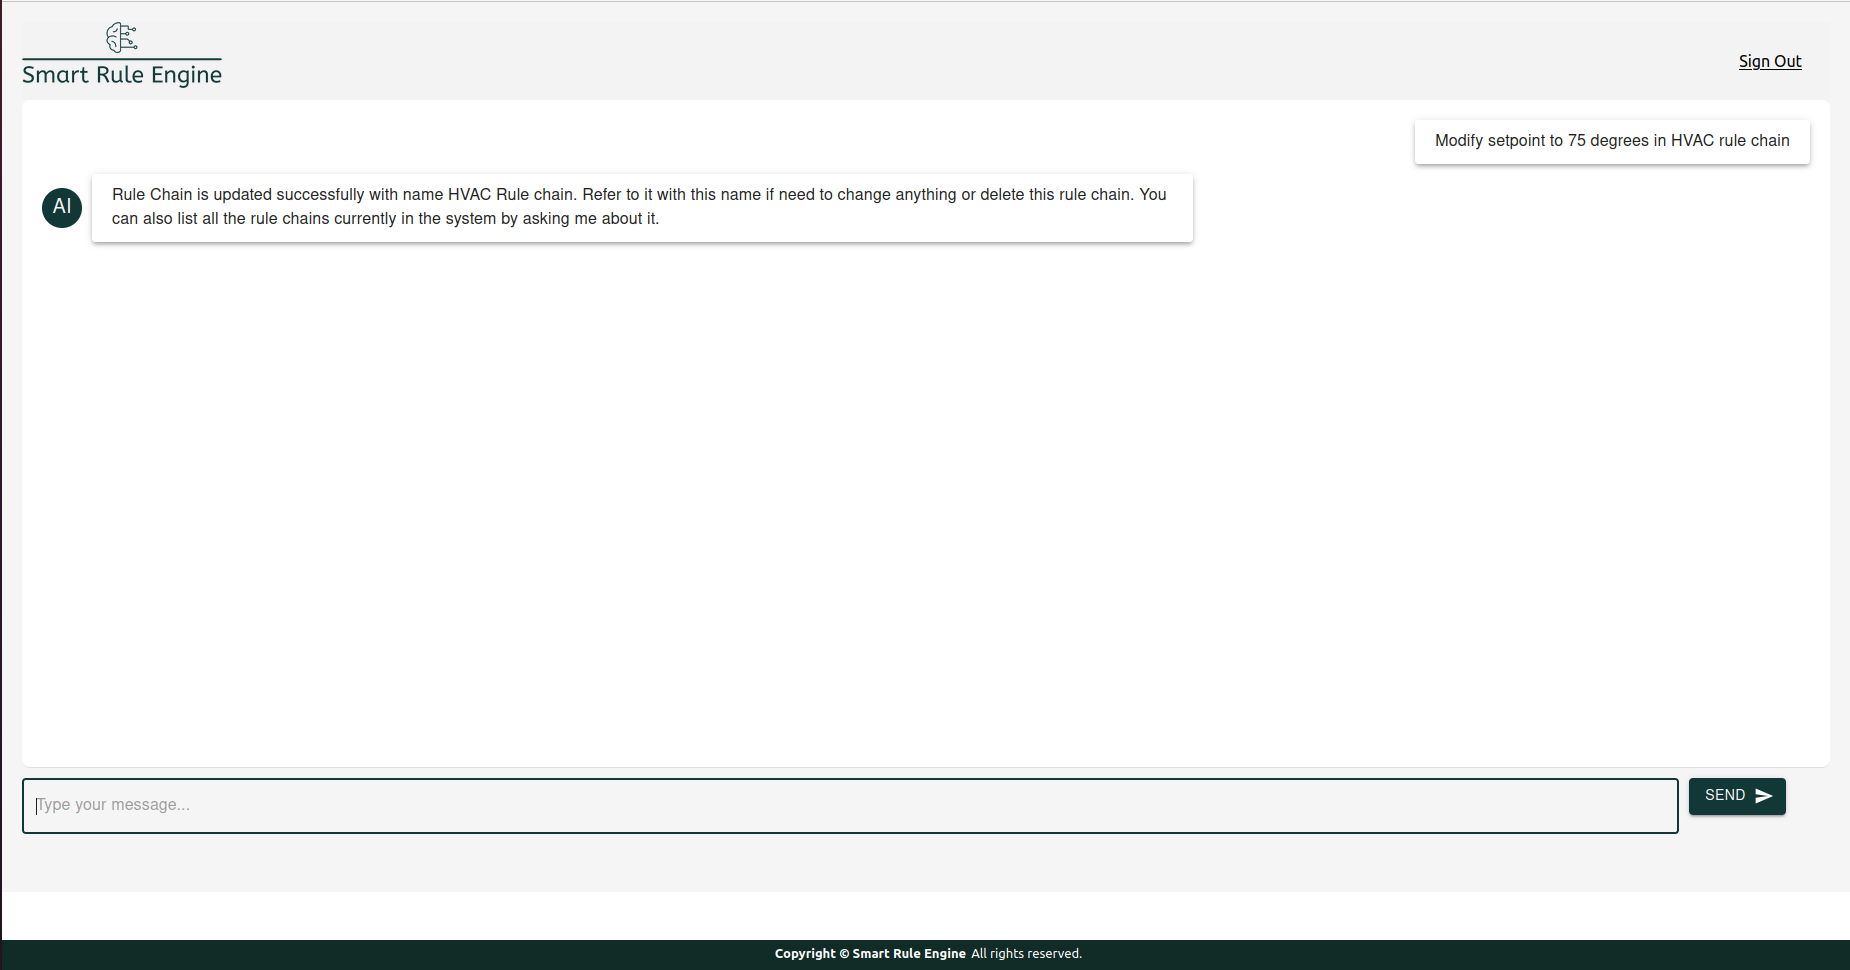 Smart Rule Engine
Sign Out
Modify setpoint to 75 degrees in HVAC rule chain
AI
Rule Chain is updated successfully with name HVAC Rule chain. Refer to it with this name if need to change anything or delete this rule chain. You
can also list all the rule chains currently in the system by asking me about it.
Type your message...
SEND
Copyright © Smart Rule Engine All rights reserved.